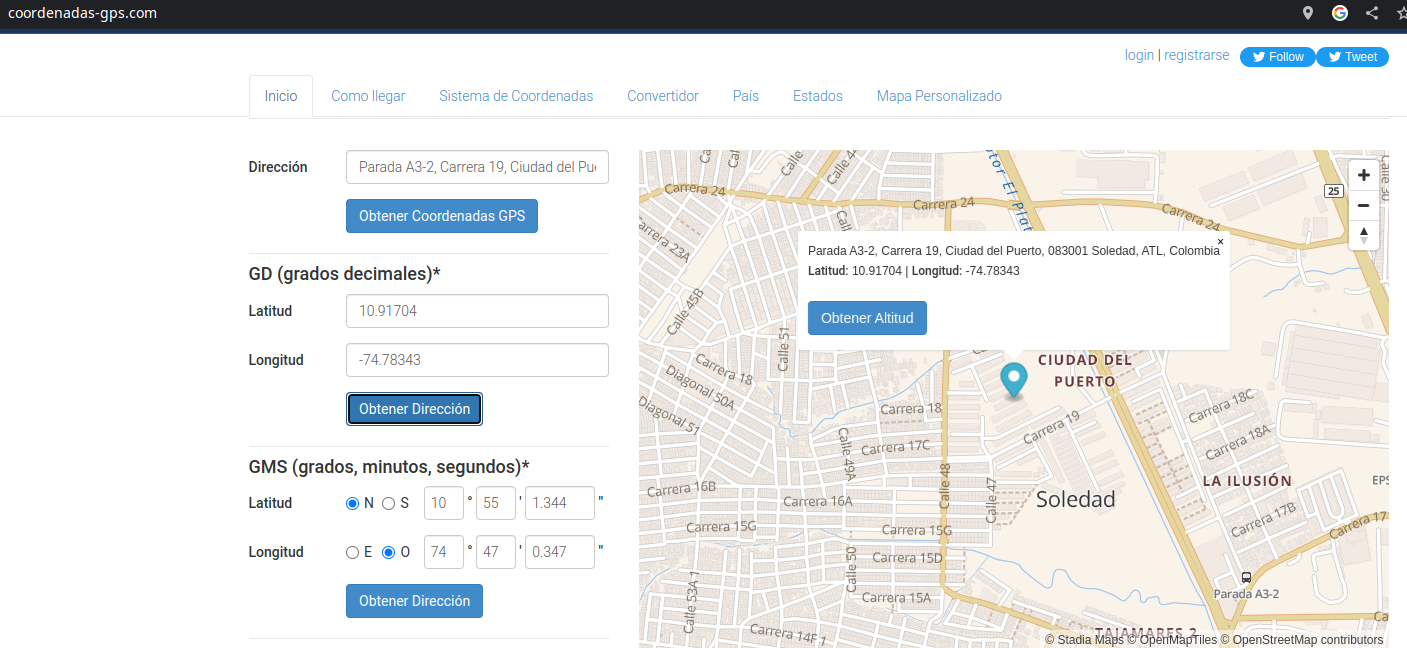 coordenadas-gps.com
login | registrarse
Follow
Tweet
Inicio
Como llegar
Sistema de Coordenadas
Convertidor
País
Estados
Mapa Personalizado
Dirección
Parada A3-2, Carrera 19, Ciudad del Pue
Obtener Coordenadas GPS
GD (grados decimales)*
Latitud
10.91704
Longitud
-74.78343
Obtener Dirección
GMS (grados, minutos, segundos)*
Latitud
N S 10 ° 55 ' 1.344 "
Longitud
E O 74 ° 47 ' 0.347 "
Obtener Dirección
Parada A3-2, Carrera 19, Ciudad del Puerto, 083001 Soledad, ATL, Colombia
×
Latitud: 10.91704 | Longitud: -74.78343
Obtener Altitud
+
−
25
Carrera 24
Carrera 24
Carrera 24
Carrera 23A
Calle 45B
Calle 51
Carrera 18
Diagonal 50A
Diagonal 51
CIUDAD DEL
PUERTO
Carrera 18
Carrera 19
Carrera 17C
Calle 49A
Calle 48
Calle 47
Carrera 18C
Carrera 18A
LA ILUSIÓN
EPS
Soledad
Carrera 16B
Carrera 16A
Carrera 15G
Carrera 15G
Carrera 17B
Carrera 17
Carrera 15D
Calle 50
Calle 53A 1
Carrera 15A
Parada A3-2
Carrera 14F 1
TAJAMARES 2
© Stadia Maps © OpenMapTiles © OpenStreetMap contributors